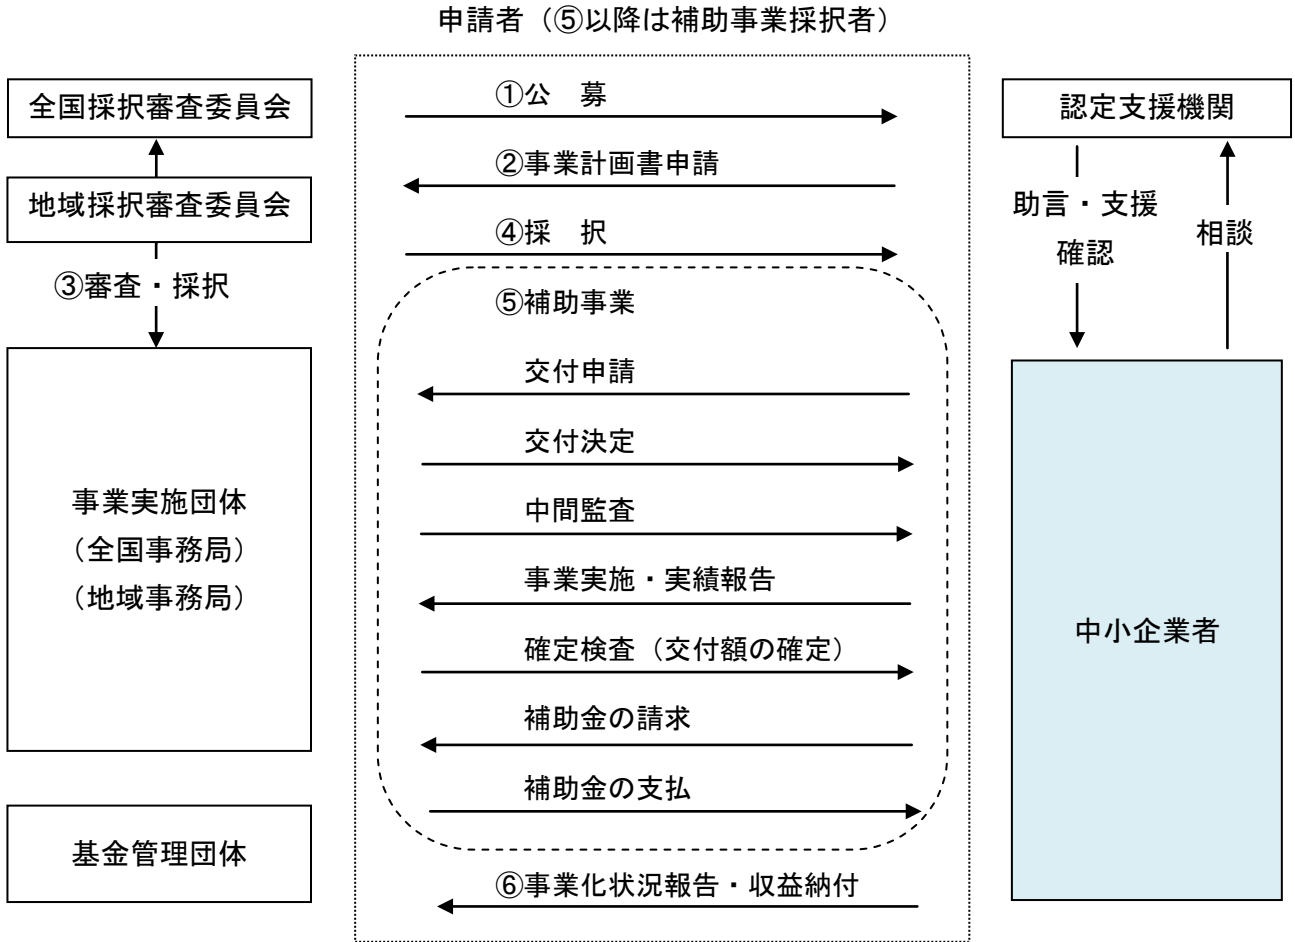 申請者（⑤以降は補助事業採択者）
全国採択審査委員会
地域採択審査委員会
③審査・採択
事業実施団体
（全国事務局）
（地域事務局）
基金管理団体
①公　募
②事業計画書申請
④採　択
⑤補助事業
交付申請
交付決定
中間監査
事業実施・実績報告
確定検査（交付額の確定）
補助金の請求
補助金の支払
⑥事業化状況報告・収益納付
認定支援機関
助言・支援
確認
相談
中小企業者